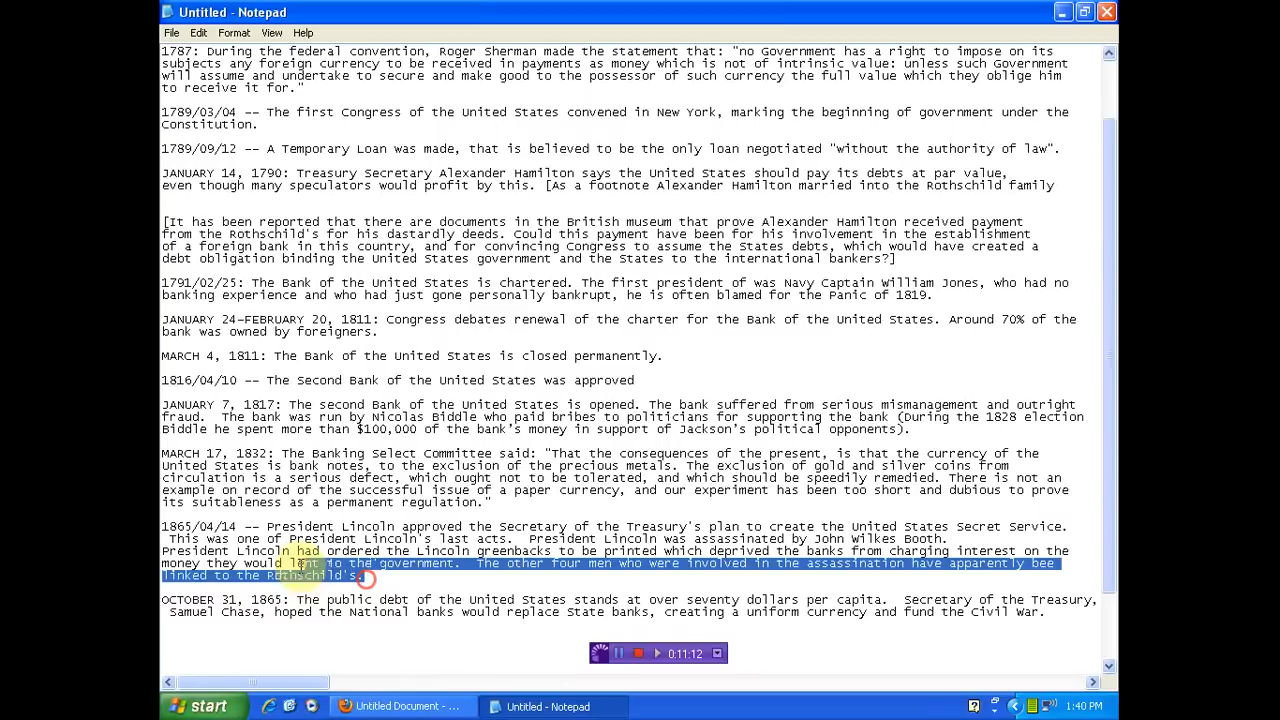 Untitled - Notepad
File Edit Format View Help
1787: During the federal convention, Roger Sherman made the statement that: "no Government has a right to impose on its
subjects any foreign currency to be received in payments as money which is not of intrinsic value: unless such Government
will assume and undertake to secure and make good to the possessor of such currency the full value which they oblige him
to receive it for."
1789/03/04 -- The first Congress of the United States convened in New York, marking the beginning of government under the
Constitution.
1789/09/12 -- A Temporary Loan was made, that is believed to be the only loan negotiated "without the authority of law".
JANUARY 14, 1790: Treasury Secretary Alexander Hamilton says the United States should pay its debts at par value,
even though many speculators would profit by this. [As a footnote Alexander Hamilton married into the Rothschild family
[It has been reported that there are documents in the British museum that prove Alexander Hamilton received payment
from the Rothschild's for his dastardly deeds. Could this payment have been for his involvement in the establishment
of a foreign bank in this country, and for convincing Congress to assume the States debts, which would have created a
debt obligation binding the United States government and the States to the international bankers?]
1791/02/25: The Bank of the United States is chartered. The first president of was Navy Captain William Jones, who had no
banking experience and who had just gone personally bankrupt, he is often blamed for the Panic of 1819.
JANUARY 24-FEBRUARY 20, 1811: Congress debates renewal of the charter for the Bank of the United States. Around 70% of the
bank was owned by foreigners.
MARCH 4, 1811: The Bank of the United States is closed permanently.
1816/04/10 -- The Second Bank of the United States was approved
JANUARY 7, 1817: The second Bank of the United States is opened. The bank suffered from serious mismanagement and outright
fraud. The bank was run by Nicolas Biddle who paid bribes to politicians for supporting the bank (During the 1828 election
Biddle he spent more than $100,000 of the bank's money in support of Jackson's political opponents).
MARCH 17, 1832: The Banking Select Committee said: "That the consequences of the present, is that the currency of the
United States is bank notes, to the exclusion of the precious metals. The exclusion of gold and silver coins from
circulation is a serious defect, which ought not to be tolerated, and which should be speedily remedied. There is not an
example on record of the successful issue of a paper currency, and our experiment has been too short and dubious to prove
its suitableness as a permanent regulation."
1865/04/14 -- President Lincoln approved the Secretary of the Treasury's plan to create the United States Secret Service.
This was one of President Lincoln's last acts. President Lincoln was assassinated by John Wilkes Booth.
President Lincoln had ordered the Lincoln greenbacks to be printed which deprived the banks from charging interest on the
money they would lent to the government. The other four men who were involved in the assassination have apparently bee
linked to the Rothschild's.
OCTOBER 31, 1865: The public debt of the United States stands at over seventy dollars per capita. Secretary of the Treasury,
Samuel Chase, hoped the National banks would replace State banks, creating a uniform currency and fund the Civil War.
0:11:12
start
Untitled Document - ...
Untitled - Notepad
1:40 PM